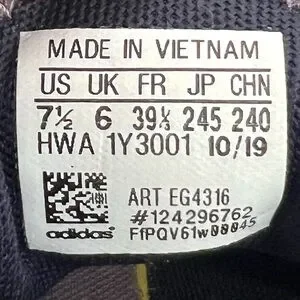 MADE IN VIETNAM
US UK FR JP CHN
7½ 6 39⅓ 245 240
HWA 1Y3001 10/19
ART EG4316
#124296762
FfPQV61w00045
adidas